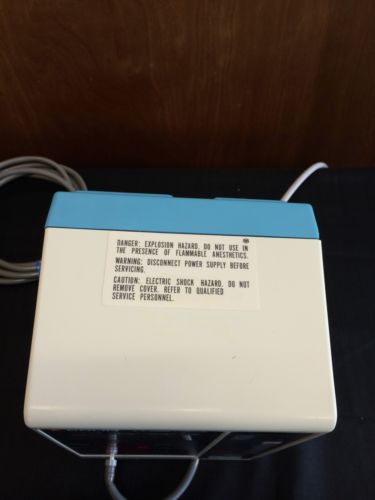 DANGER: EXPLOSION HAZARD. DO NOT USE IN
THE PRESENCE OF FLAMMABLE ANESTHETICS.
WARNING: DISCONNECT POWER SUPPLY BEFORE
SERVICING.
CAUTION: ELECTRIC SHOCK HAZARD. DO NOT
REMOVE COVER. REFER TO QUALIFIED
SERVICE PERSONNEL.